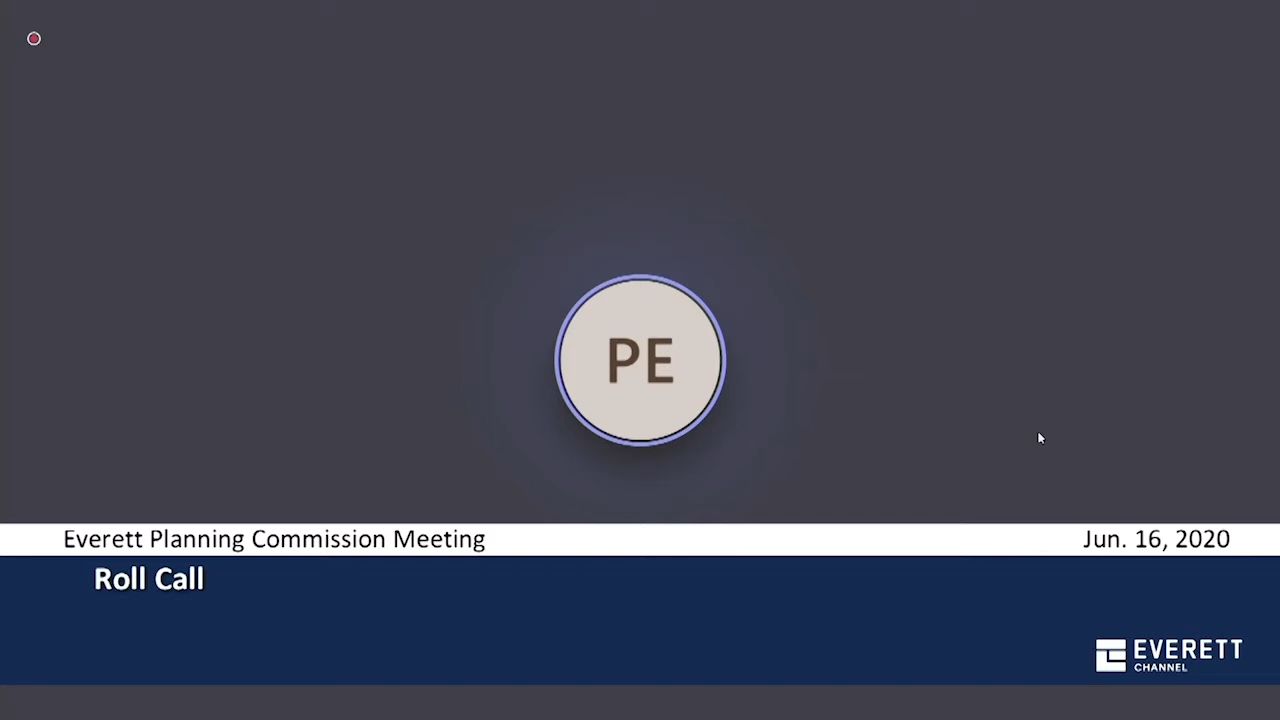 PE
Everett Planning Commission Meeting
Jun. 16, 2020
Roll Call
EVERETT
CHANNEL